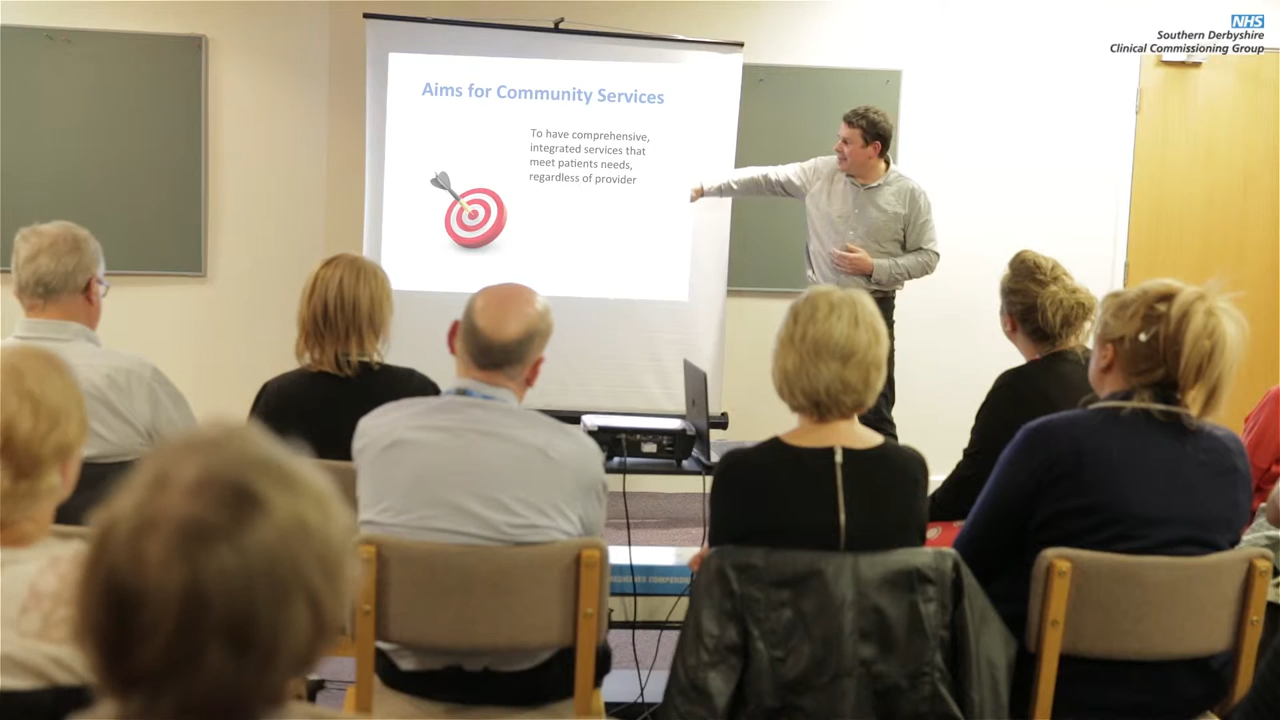 NHS
Southern Derbyshire
Clinical Commissioning Group
Aims for Community Services
To have comprehensive,
integrated services that
meet patients needs,
regardless of provider